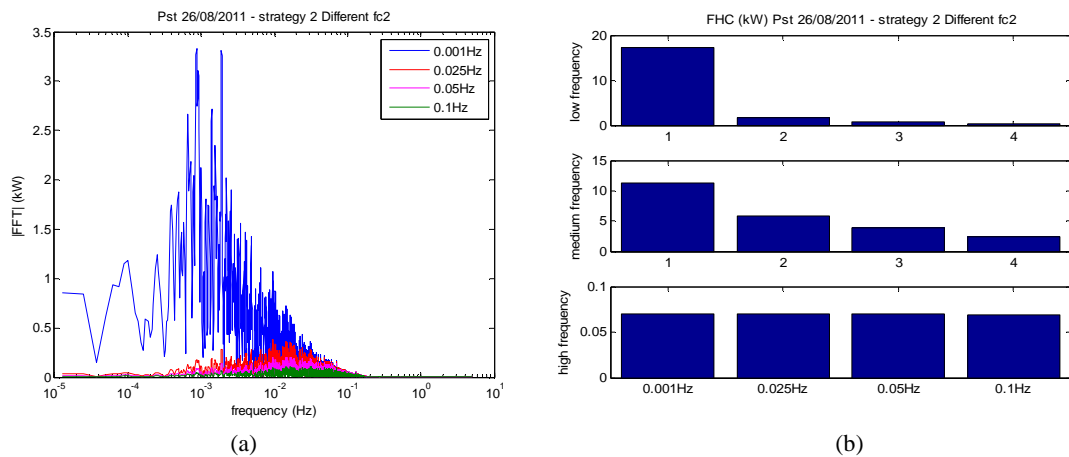 Pst 26/08/2011 - strategy 2 Different fc2
|FFT| (kW)
3.5
3
2.5
2
1.5
1
0.5
0
0.001Hz
0.025Hz
0.05Hz
0.1Hz
10^-5 10^-4 10^-3 10^-2 10^-1 10^0 10^1
frequency (Hz)
(a)
FHC (kW) Pst 26/08/2011 - strategy 2 Different fc2
low frequency
20
10
0
1 2 3 4
medium frequency
15
10
5
0
1 2 3 4
high frequency
0.1
0.05
0
0.001Hz 0.025Hz 0.05Hz 0.1Hz
(b)